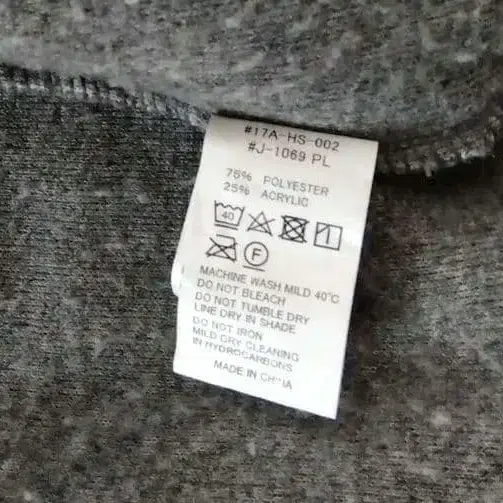 #17A-HS-002
#J-1069 PL
75% POLYESTER
25% ACRYLIC
40
F
MACHINE WASH MILD 40°C
DO NOT BLEACH
DO NOT TUMBLE DRY
LINE DRY IN SHADE
DO NOT IRON
MILD DRY CLEANING
IN HYDROCARBONS
MADE IN CHINA